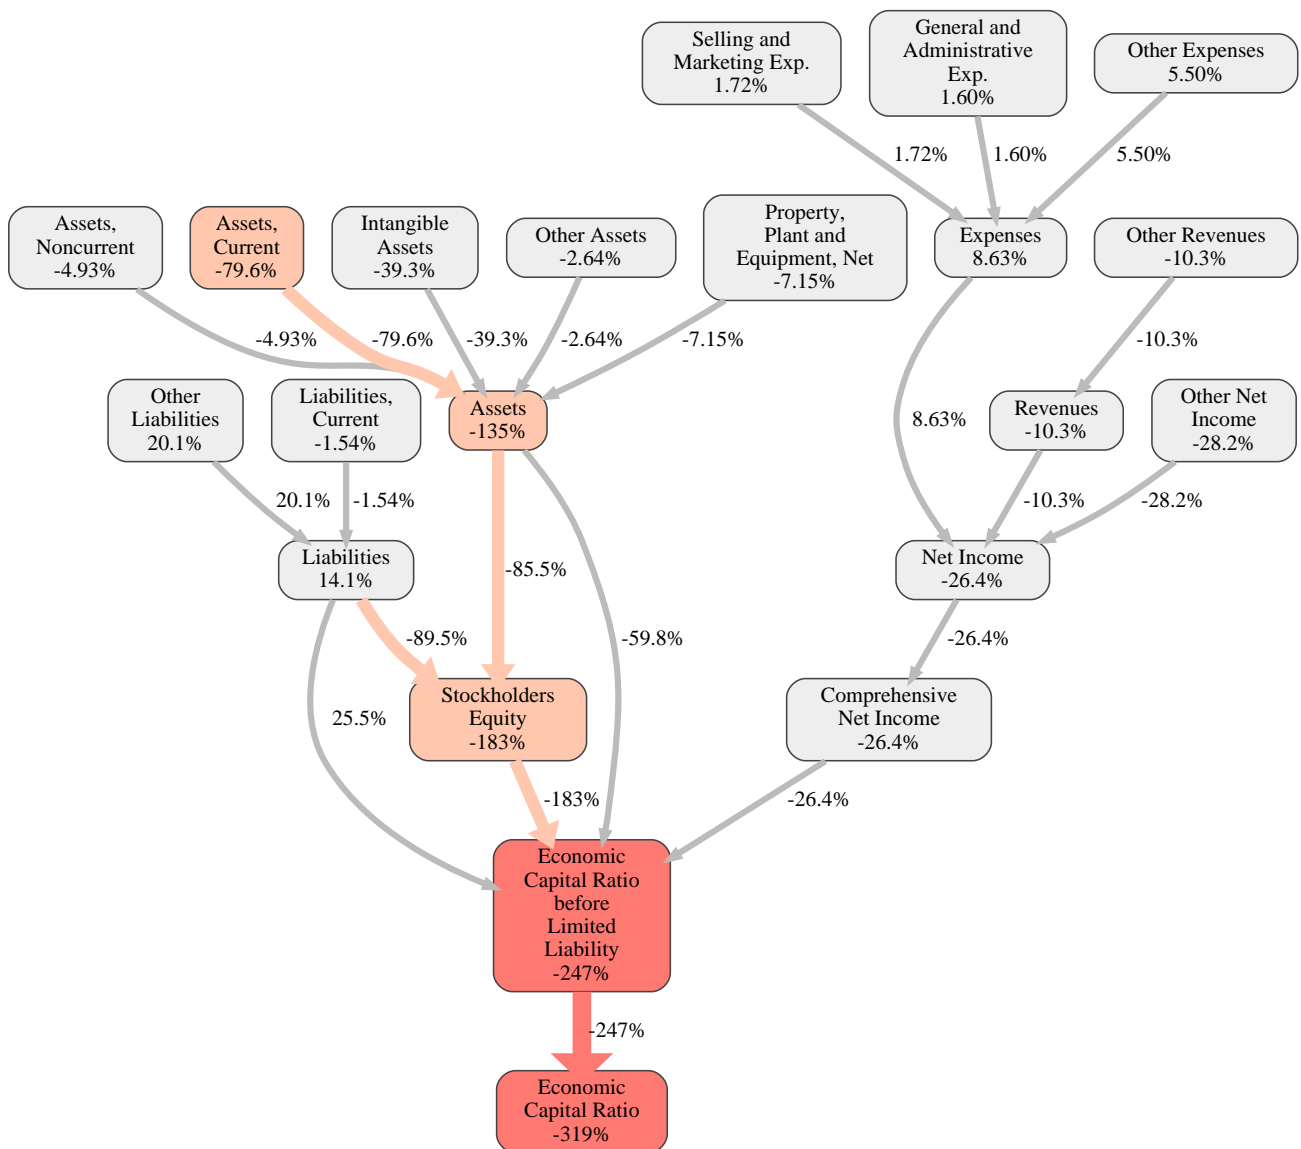 Selling and
Marketing Exp.
1.72%
General and
Administrative
Exp.
1.60%
Other Expenses
5.50%
1.72%
1.60%
5.50%
Assets,
Noncurrent
-4.93%
Assets,
Current
-79.6%
Intangible
Assets
-39.3%
Other Assets
-2.64%
Property,
Plant and
Equipment, Net
-7.15%
Expenses
8.63%
Other Revenues
-10.3%
-4.93%
-79.6%
-39.3%
-2.64%
-7.15%
-10.3%
Other
Liabilities
20.1%
Liabilities,
Current
-1.54%
Assets
-135%
8.63%
Revenues
-10.3%
Other Net
Income
-28.2%
20.1%
-1.54%
-10.3%
-28.2%
Liabilities
14.1%
-85.5%
Net Income
-26.4%
-89.5%
-59.8%
-26.4%
25.5%
Stockholders
Equity
-183%
Comprehensive
Net Income
-26.4%
-183%
-26.4%
Economic
Capital Ratio
before
Limited
Liability
-247%
-247%
Economic
Capital Ratio
-319%